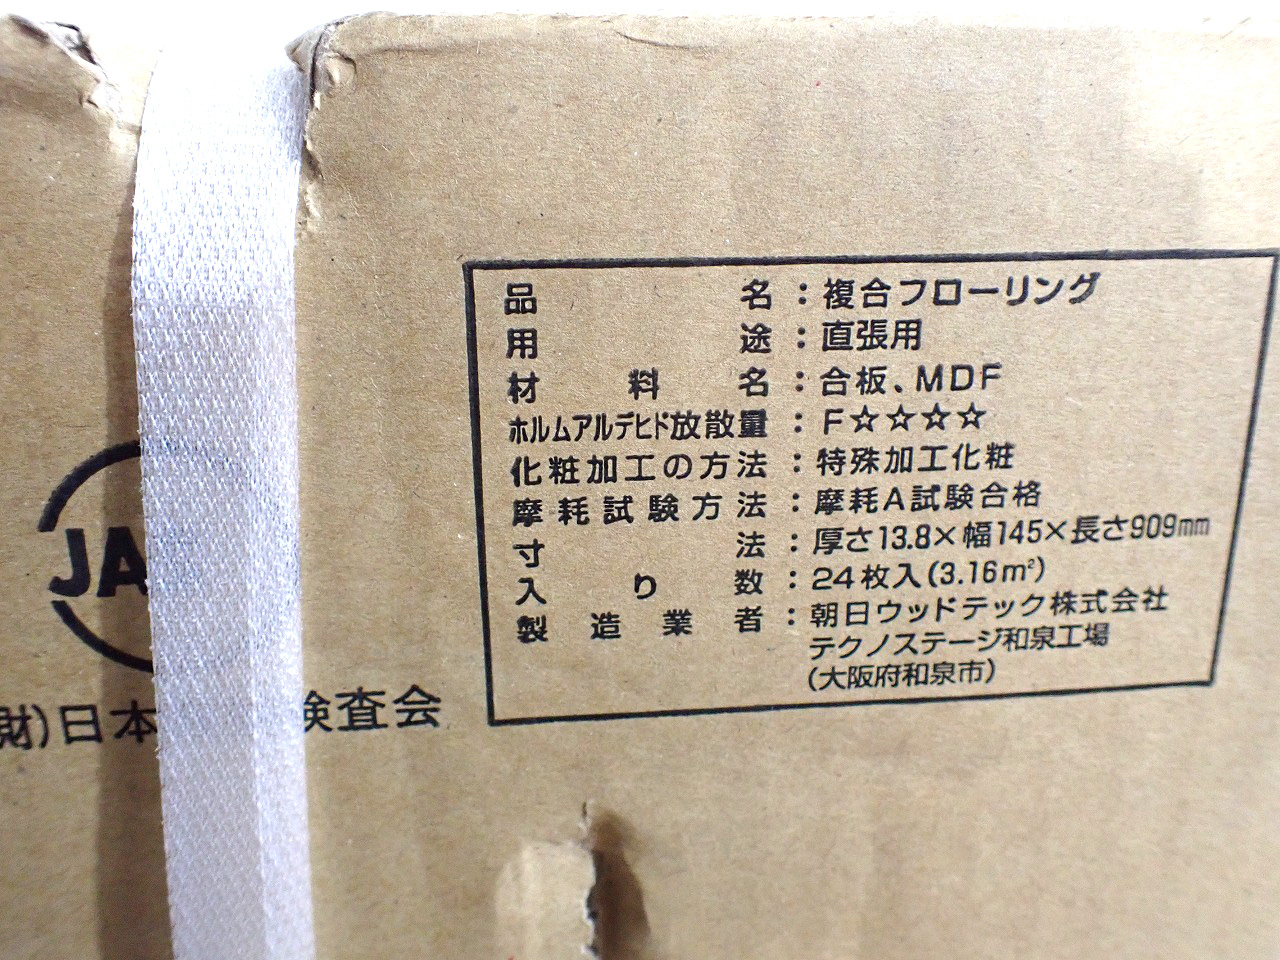 品名：複合フローリング
用途：直張用
材料名：合板、MDF
ホルムアルデヒド放散量：F☆☆☆☆
化粧加工の方法：特殊加工化粧
摩耗試験方法：摩耗A試験合格
寸法：厚さ13.8×幅145×長さ909mm
入り数：24枚入(3.16m²)
製造業者：朝日ウッドテック株式会社
テクノステージ和泉工場
(大阪府和泉市)
JA
財)日本 検査会